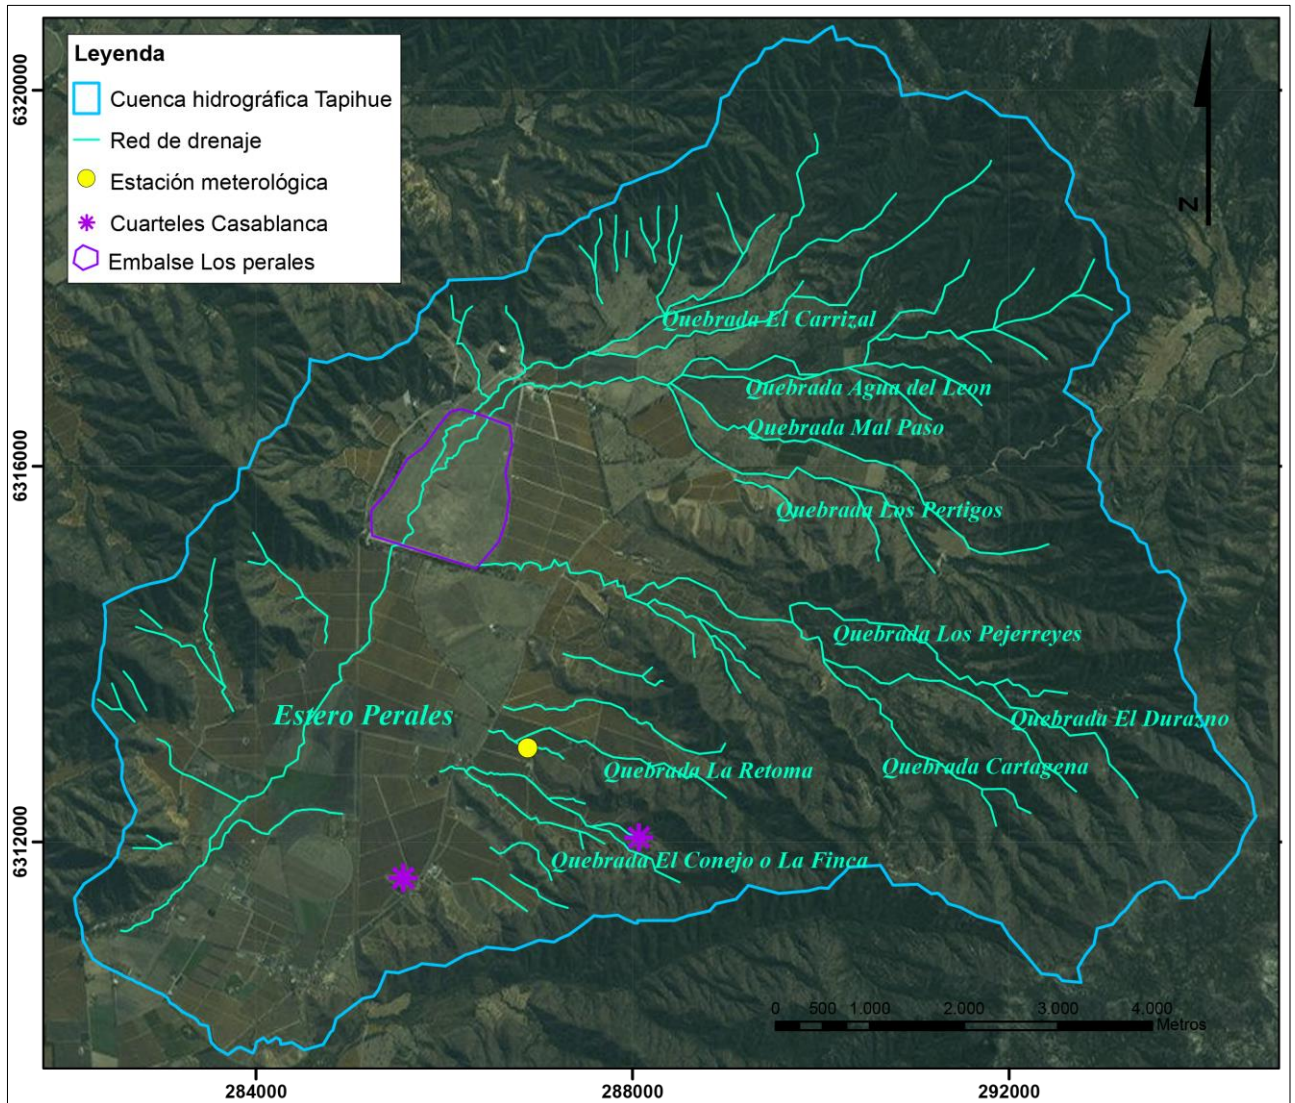 Leyenda
Cuenca hidrográfica Tapihue
Red de drenaje
Estación meterológica
Cuarteles Casablanca
Embalse Los perales
N
6320000
6316000
6312000
Quebrada El Carrizal
Quebrada Agua del Leon
Quebrada Mal Paso
Quebrada Los Pertigos
Quebrada Los Pejerreyes
Estero Perales
Quebrada El Durazno
Quebrada La Retoma
Quebrada Cartagena
Quebrada El Conejo o La Finca
0 500 1.000 2.000 3.000 4.000
Metros
284000 288000 292000